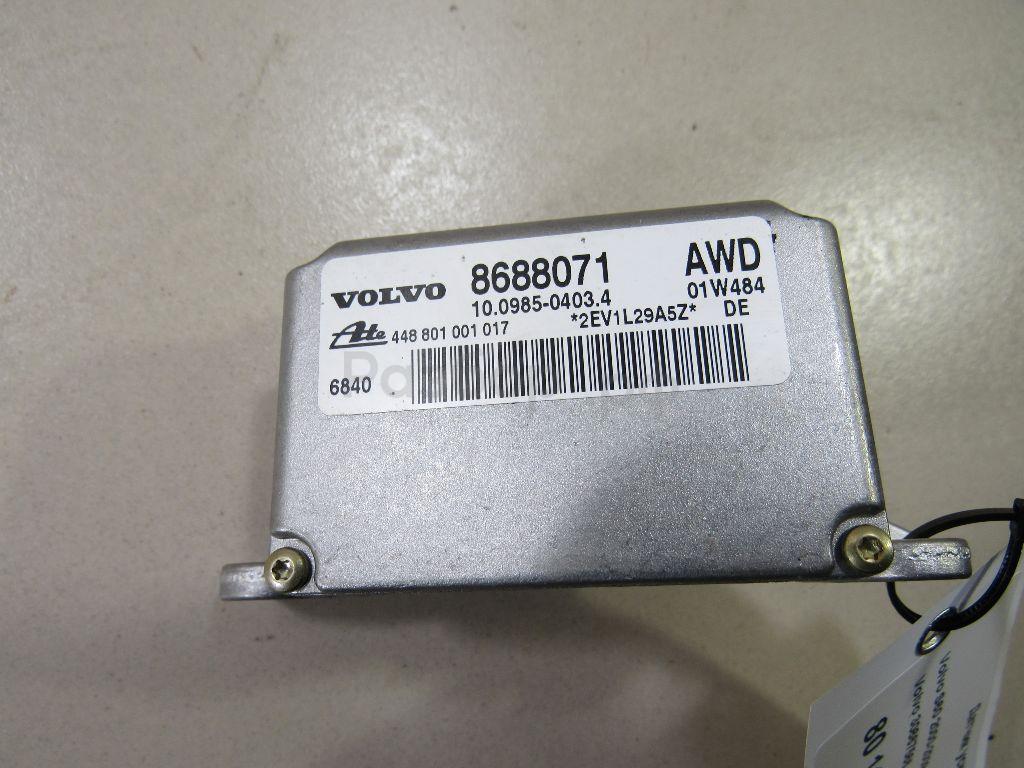 VOLVO 8688071 AWD
10.0985-0403.4 01W484
Ate 448 801 001 017 *2EV1L29A5Z* DE
6840